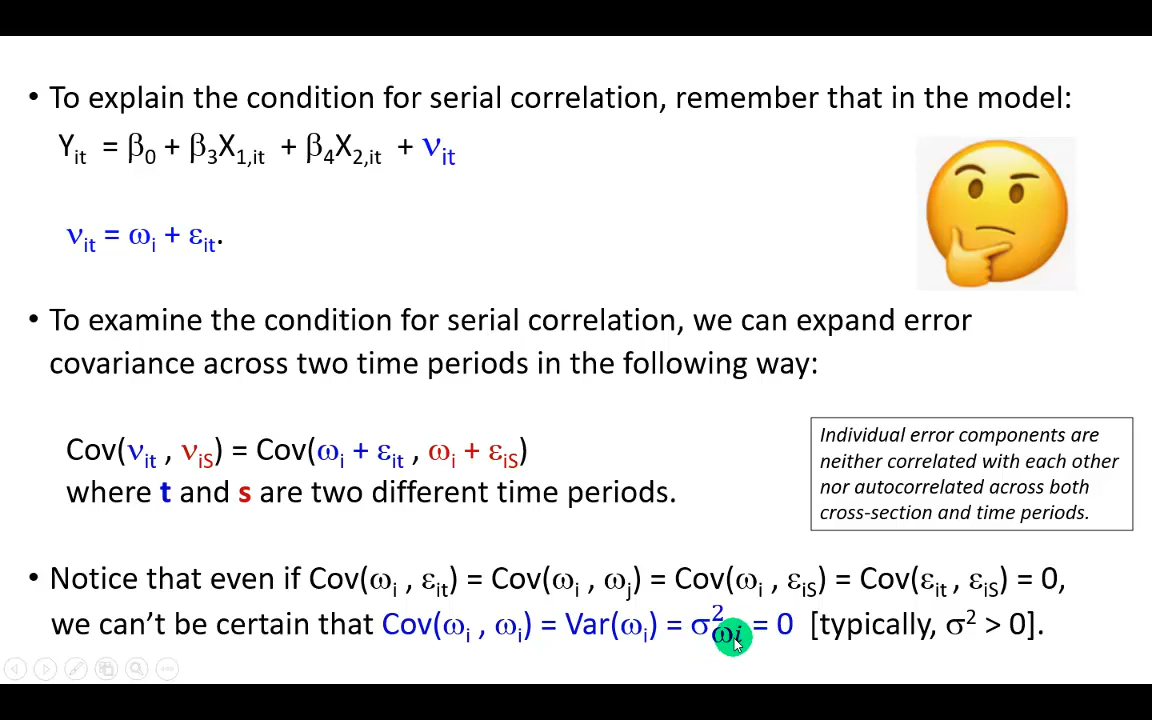 • To explain the condition for serial correlation, remember that in the model:
Yit = β0 + β3X1,it + β4X2,it + νit
νit = ωi + εit.
• To examine the condition for serial correlation, we can expand error
covariance across two time periods in the following way:
Cov(νit , νiS) = Cov(ωi + εit , ωi + εiS)
where t and s are two different time periods.
Individual error components are
neither correlated with each other
nor autocorrelated across both
cross-section and time periods.
• Notice that even if Cov(ωi , εit) = Cov(ωi , ωj) = Cov(ωi , εiS) = Cov(εit , εiS) = 0,
we can’t be certain that Cov(ωi , ωi) = Var(ωi) = σ²ωi = 0 [typically, σ² > 0].